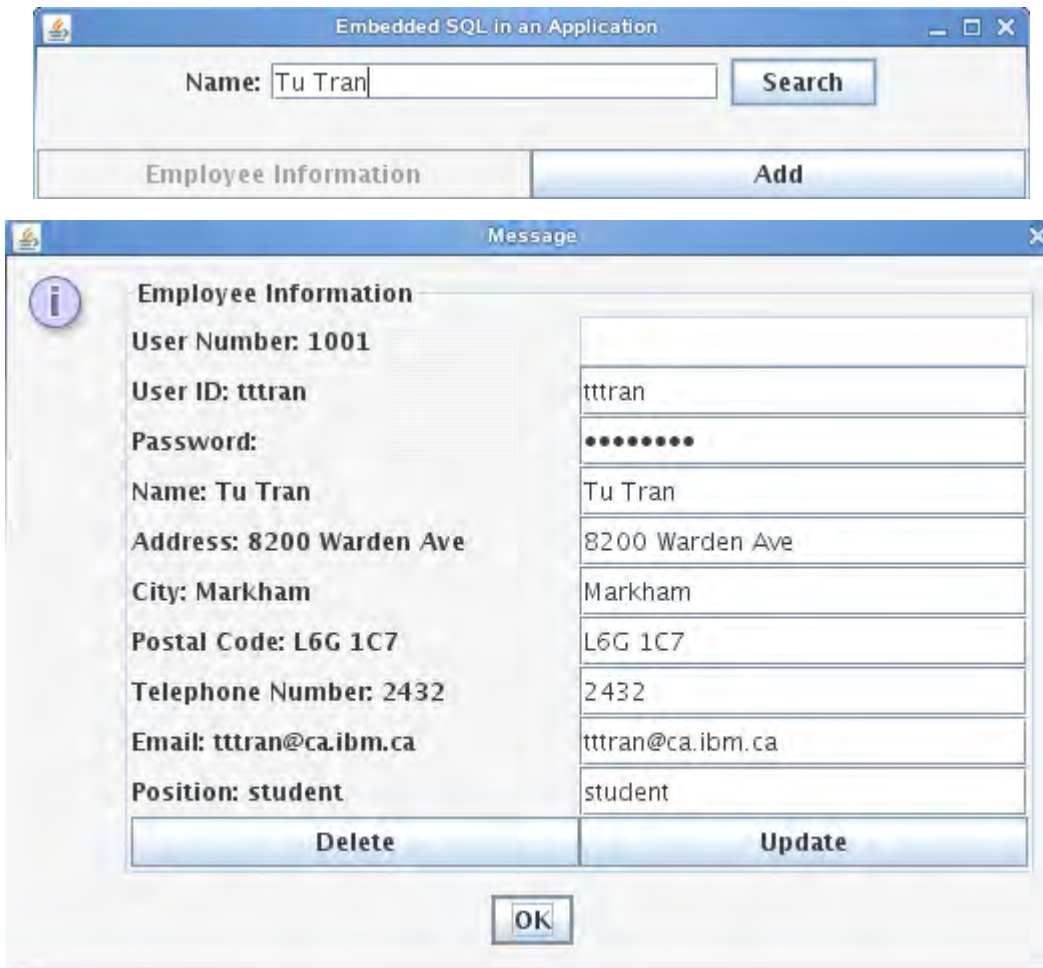 Embedded SQL in an Application
Name: Tu Tran Search
Employee Information Add
Message
Employee Information
User Number: 1001
User ID: tttran tttran
Password: ••••••••
Name: Tu Tran Tu Tran
Address: 8200 Warden Ave 8200 Warden Ave
City: Markham Markham
Postal Code: L6G 1C7 L6G 1C7
Telephone Number: 2432 2432
Email: tttran@ca.ibm.ca tttran@ca.ibm.ca
Position: student student
Delete Update
OK